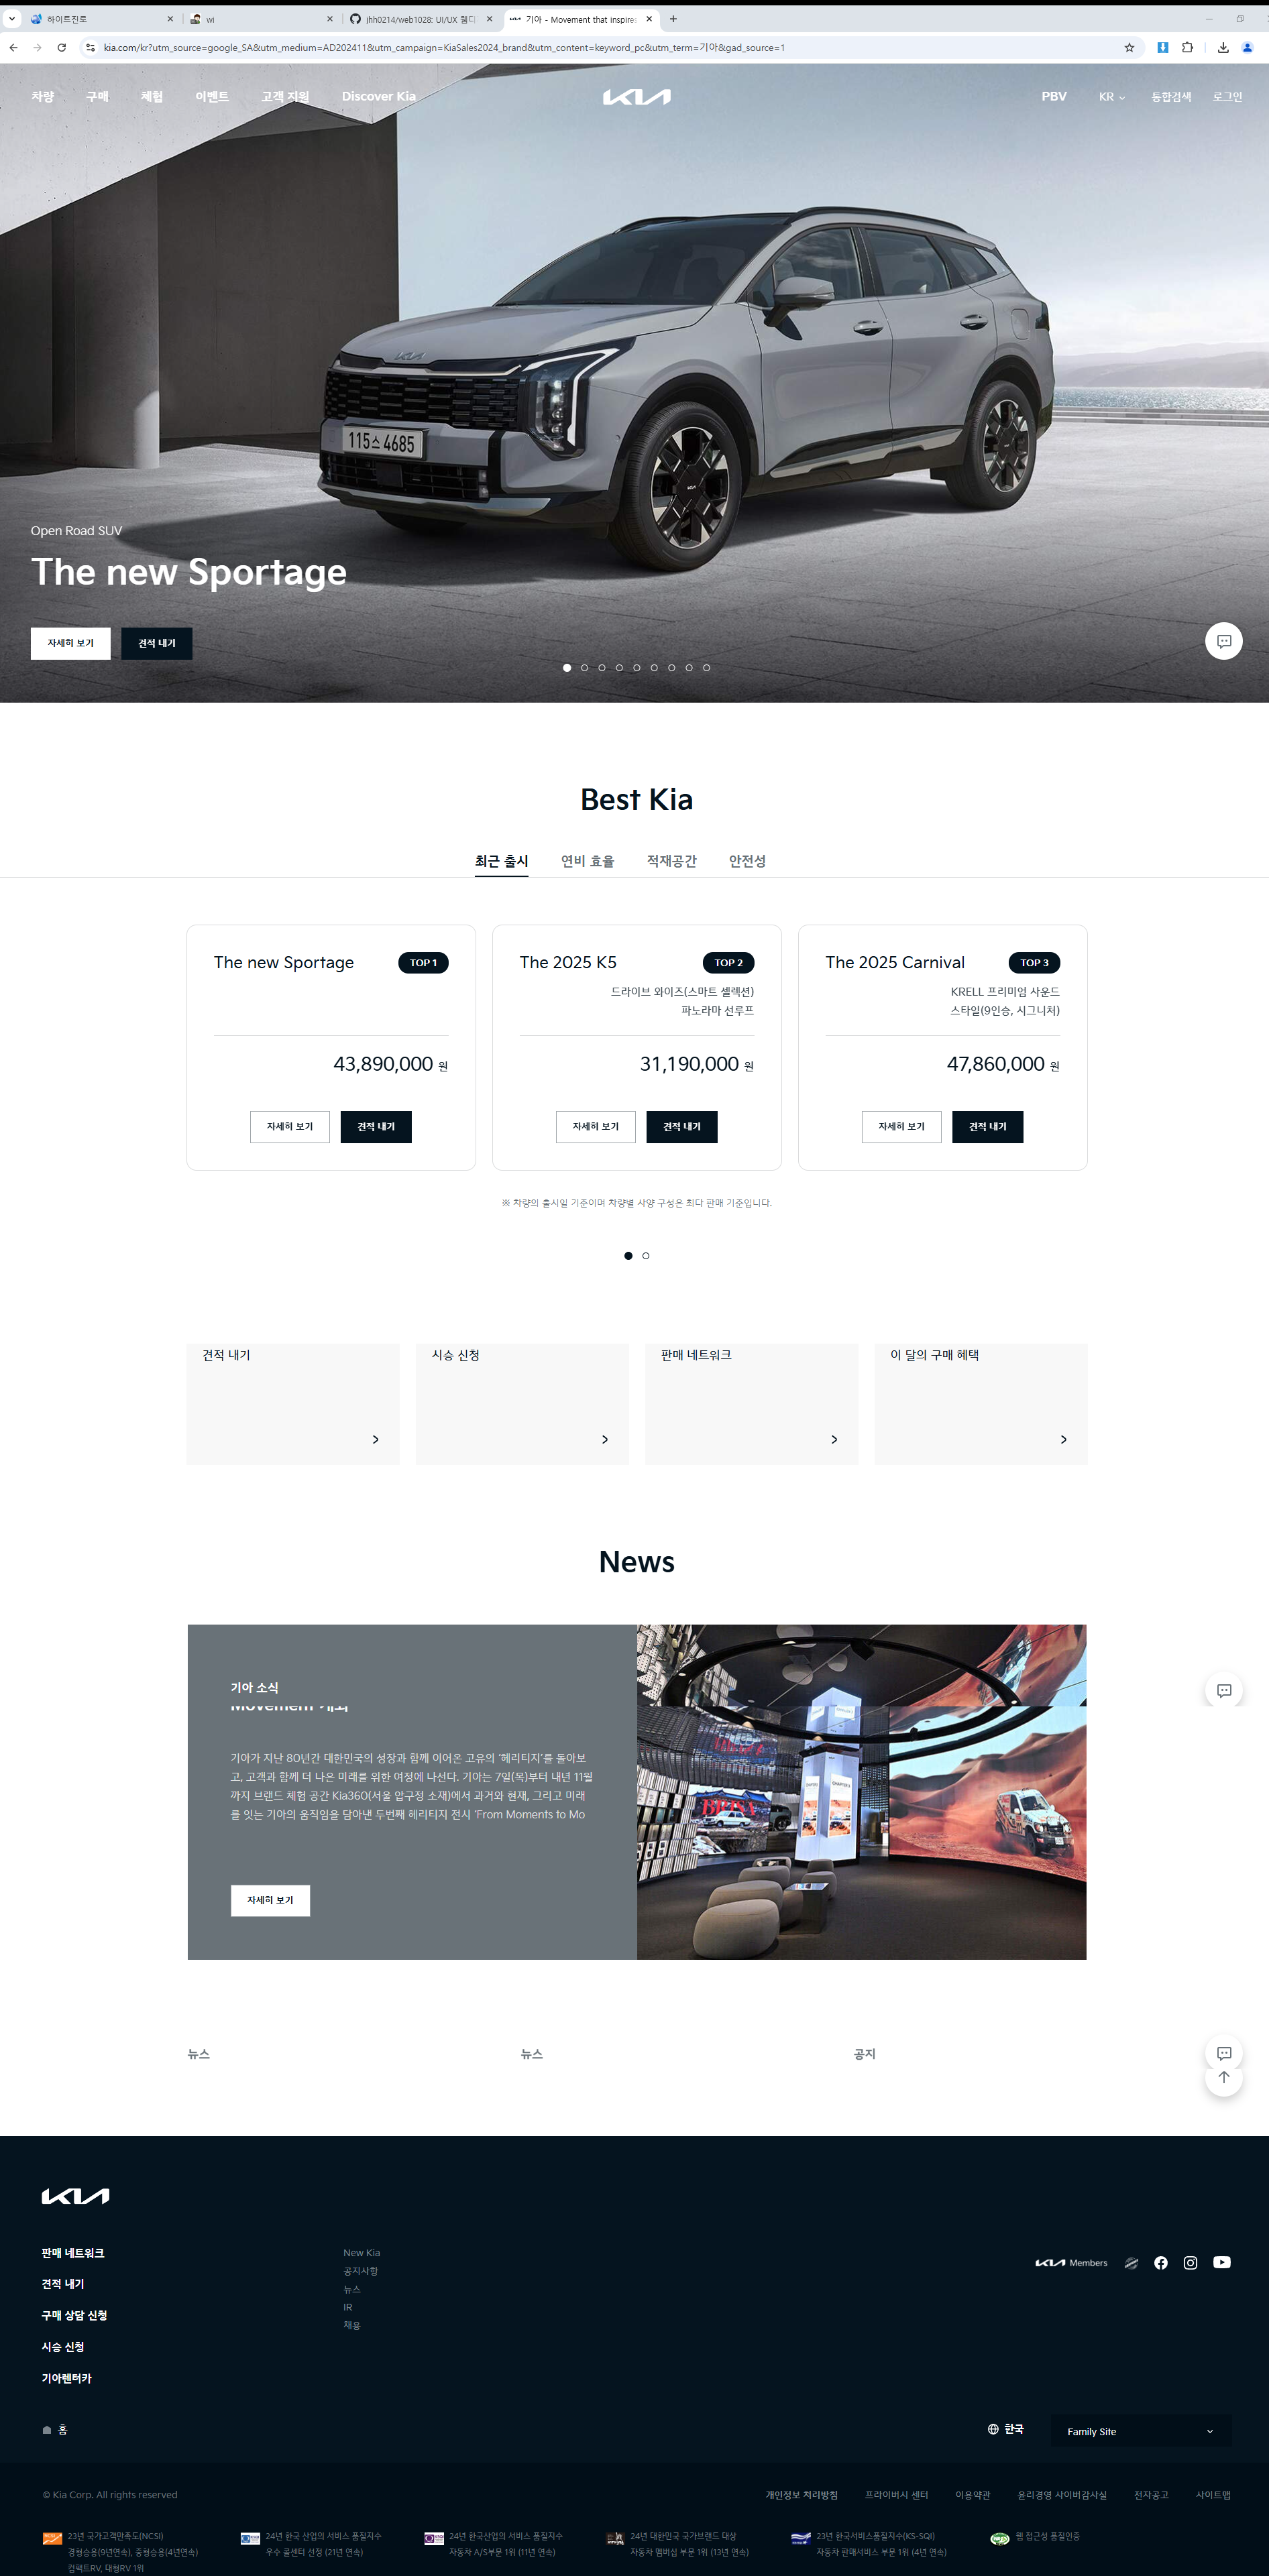 하이트진로
wi
jhh0214/web1028: UI/UX 웰디
기아 - Movement that inspires
kia.com/kr?utm_source=google_SA&utm_medium=AD202411&utm_campaign=KiaSales2024_brand&utm_content=keyword_pc&utm_term=기아&gad_source=1
차량 구매 체험 이벤트 고객 지원 Discover Kia
KIA
PBV KR 통합검색 로그인
115스 4685
Open Road SUV
The new Sportage
자세히 보기 견적 내기
Best Kia
최근 출시 연비 효율 적재공간 안전성
The new Sportage TOP 1
43,890,000 원
자세히 보기 견적 내기
The 2025 K5 TOP 2
드라이브 와이즈(스마트 셀렉션)
파노라마 선루프
31,190,000 원
자세히 보기 견적 내기
The 2025 Carnival TOP 3
KRELL 프리미엄 사운드
스타일(9인승, 시그니처)
47,860,000 원
자세히 보기 견적 내기
※ 차량의 출시일 기준이며 차량별 사양 구성은 최다 판매 기준입니다.
견적 내기
시승 신청
판매 네트워크
이 달의 구매 혜택
News
기아 소식
기아가 지난 80년간 대한민국의 성장과 함께 이어온 고유의 ‘헤리티지’를 돌아보
고, 고객과 함께 더 나은 미래를 위한 여정에 나선다. 기아는 7일(목)부터 내년 11월
까지 브랜드 체험 공간 Kia360(서울 압구정 소재)에서 과거와 현재, 그리고 미래
를 잇는 기아의 움직임을 담아낸 두번째 헤리티지 전시 ‘From Moments to Mo
자세히 보기
BRISA
뉴스
뉴스
공지
KIA
판매 네트워크
견적 내기
구매 상담 신청
시승 신청
기아렌터카
New Kia
공지사항
뉴스
IR
채용
KIA Members
홈
한국
Family Site
© Kia Corp. All rights reserved
개인정보 처리방침 프라이버시 센터 이용약관 윤리경영 사이버감사실 전자공고 사이트맵
23년 국가고객만족도(NCSI)
경형승용(9년연속), 중형승용(4년연속)
컴팩트RV, 대형RV 1위
24년 한국 산업의 서비스 품질지수
우수 콜센터 선정 (21년 연속)
24년 한국산업의 서비스 품질지수
자동차 A/S부문 1위 (11년 연속)
24년 대한민국 국가브랜드 대상
자동차 멤버십 부문 1위 (13년 연속)
23년 한국서비스품질지수(KS-SQI)
자동차 판매서비스 부문 1위 (4년 연속)
웹 접근성 품질인증